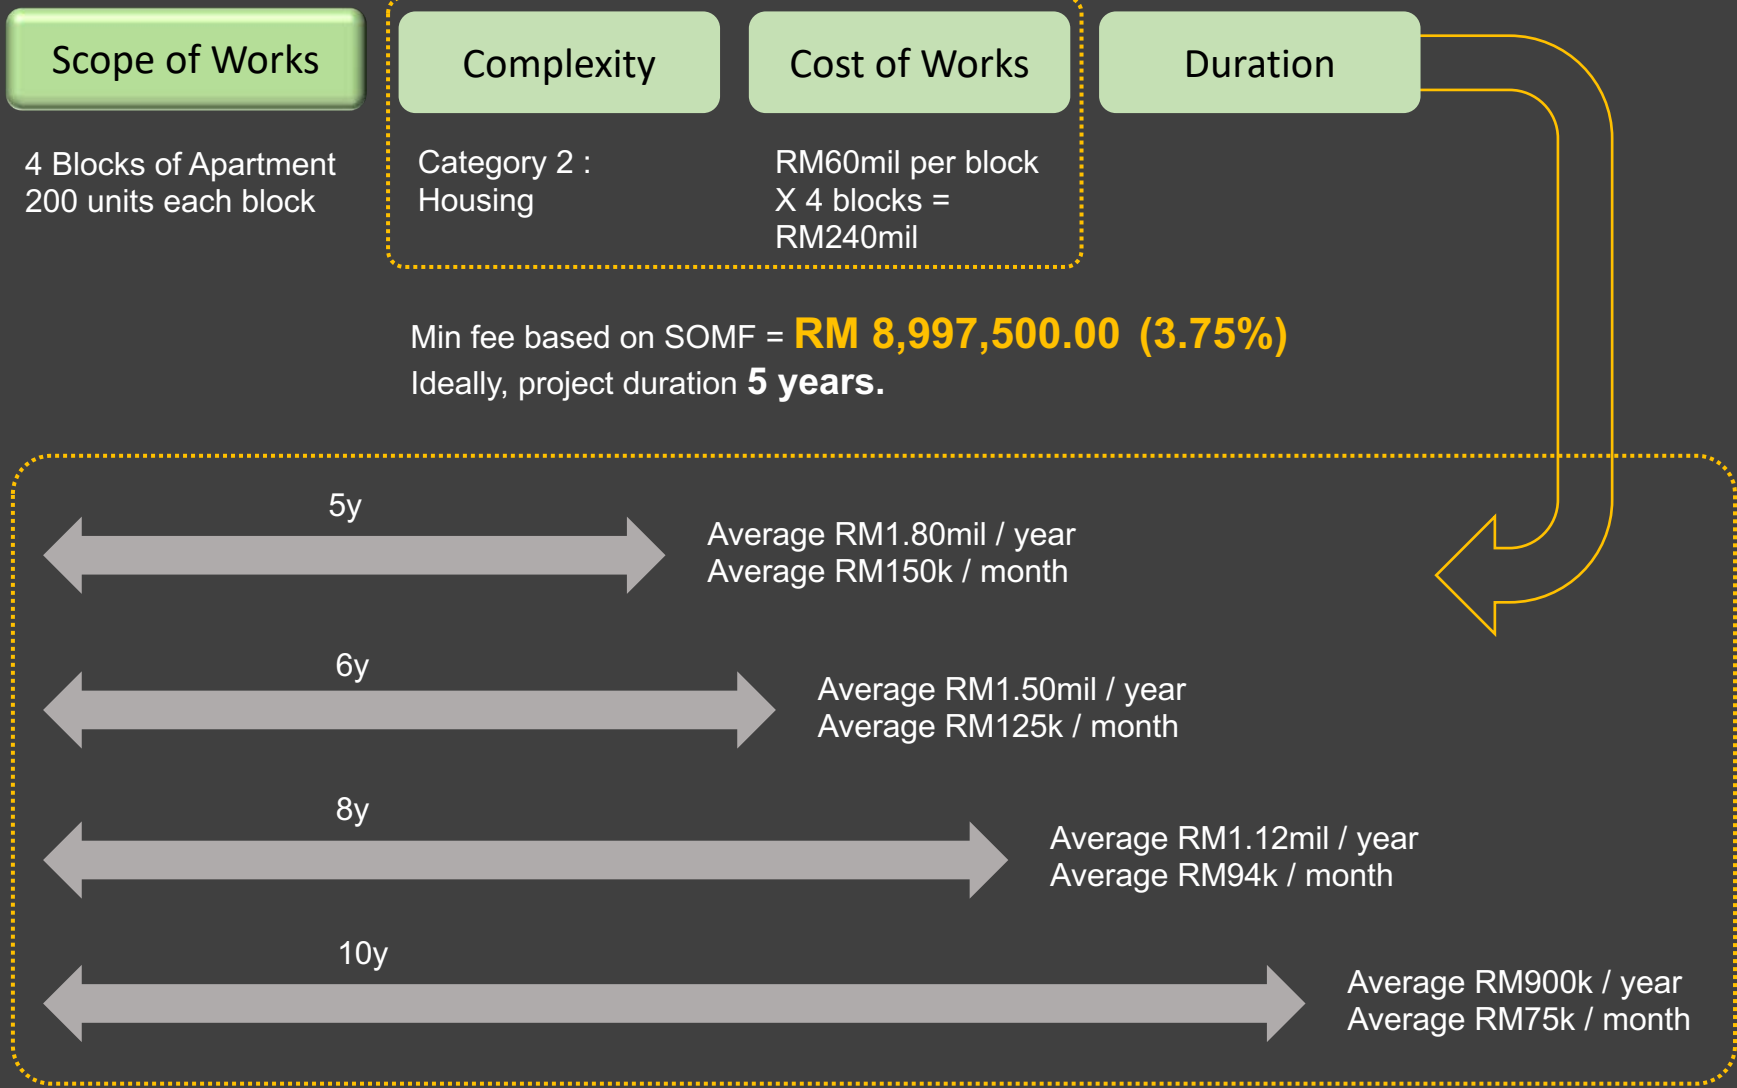 Scope of Works
Complexity
Cost of Works
Duration
4 Blocks of Apartment
200 units each block
Category 2 :
Housing
RM60mil per block
X 4 blocks =
RM240mil
Min fee based on SOMF = RM 8,997,500.00 (3.75%)
Ideally, project duration 5 years.
5y
Average RM1.80mil / year
Average RM150k / month
6y
Average RM1.50mil / year
Average RM125k / month
8y
Average RM1.12mil / year
Average RM94k / month
10y
Average RM900k / year
Average RM75k / month